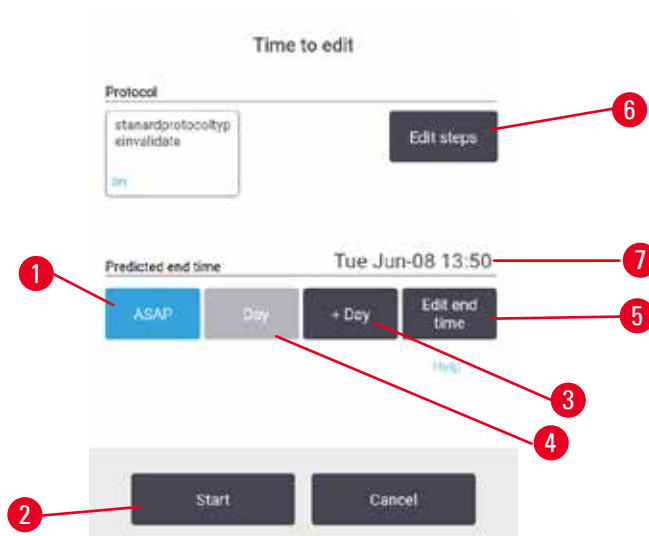 Time to edit
Protocol
stanardprotocoltyp
einvalidate
Edit steps
6
Predicted end time
Tue Jun-08 13:50
7
1
ASAP
Day
+ Day
Edit end
time
5
Help
3
4
2
Start
Cancel